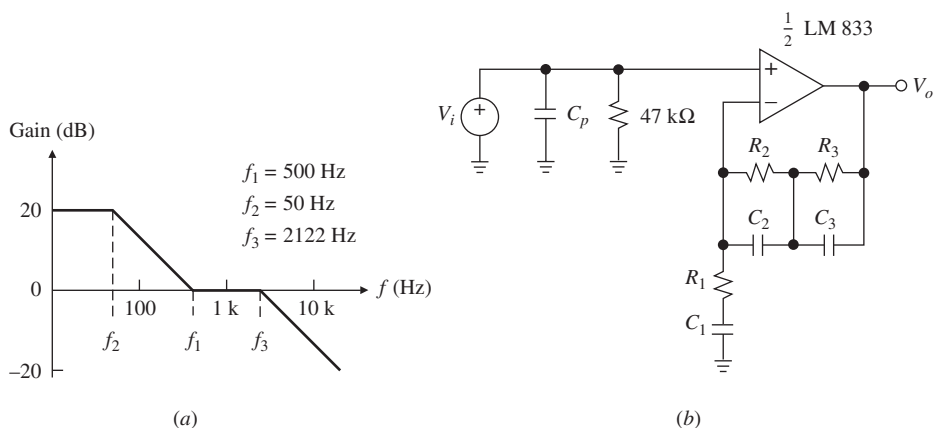 Gain (dB)
20
0
–20
100
1 k
10 k
f (Hz)
f₂
f₁
f₃
f₁ = 500 Hz
f₂ = 50 Hz
f₃ = 2122 Hz
(a)
½ LM 833
Vᵢ
+
Cₚ
47 kΩ
+
−
Vₒ
R₂
R₃
C₂
C₃
R₁
C₁
(b)